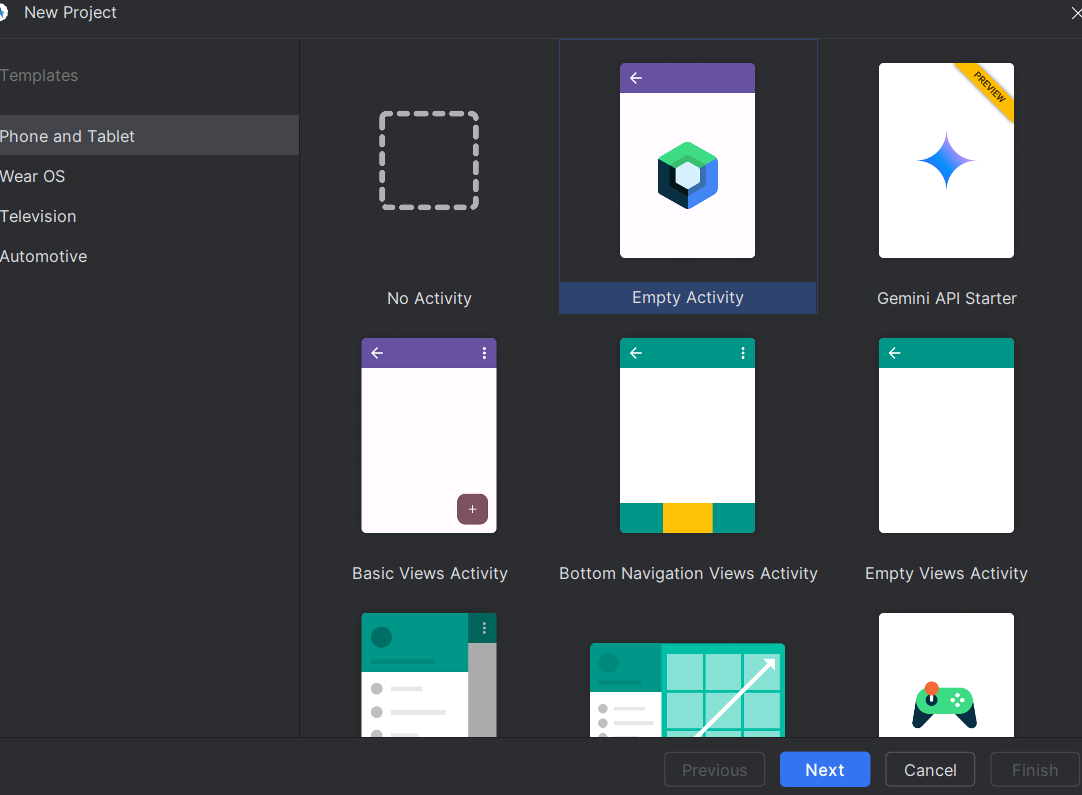 New Project
Templates
Phone and Tablet
Wear OS
Television
Automotive
PREVIEW
No Activity
Empty Activity
Gemini API Starter
Basic Views Activity
Bottom Navigation Views Activity
Empty Views Activity
Previous
Next
Cancel
Finish